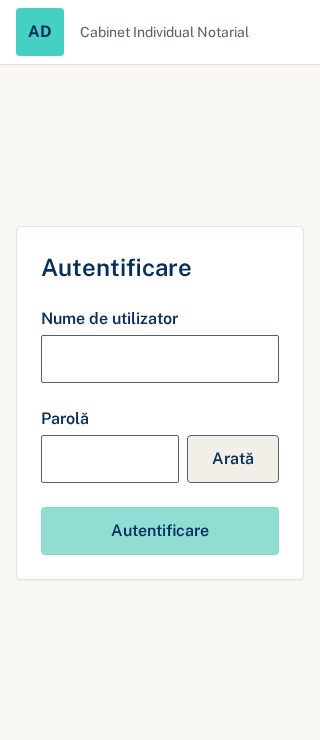 AD
Cabinet Individual Notarial
Autentificare
Nume de utilizator
Parolă
Arată
Autentificare